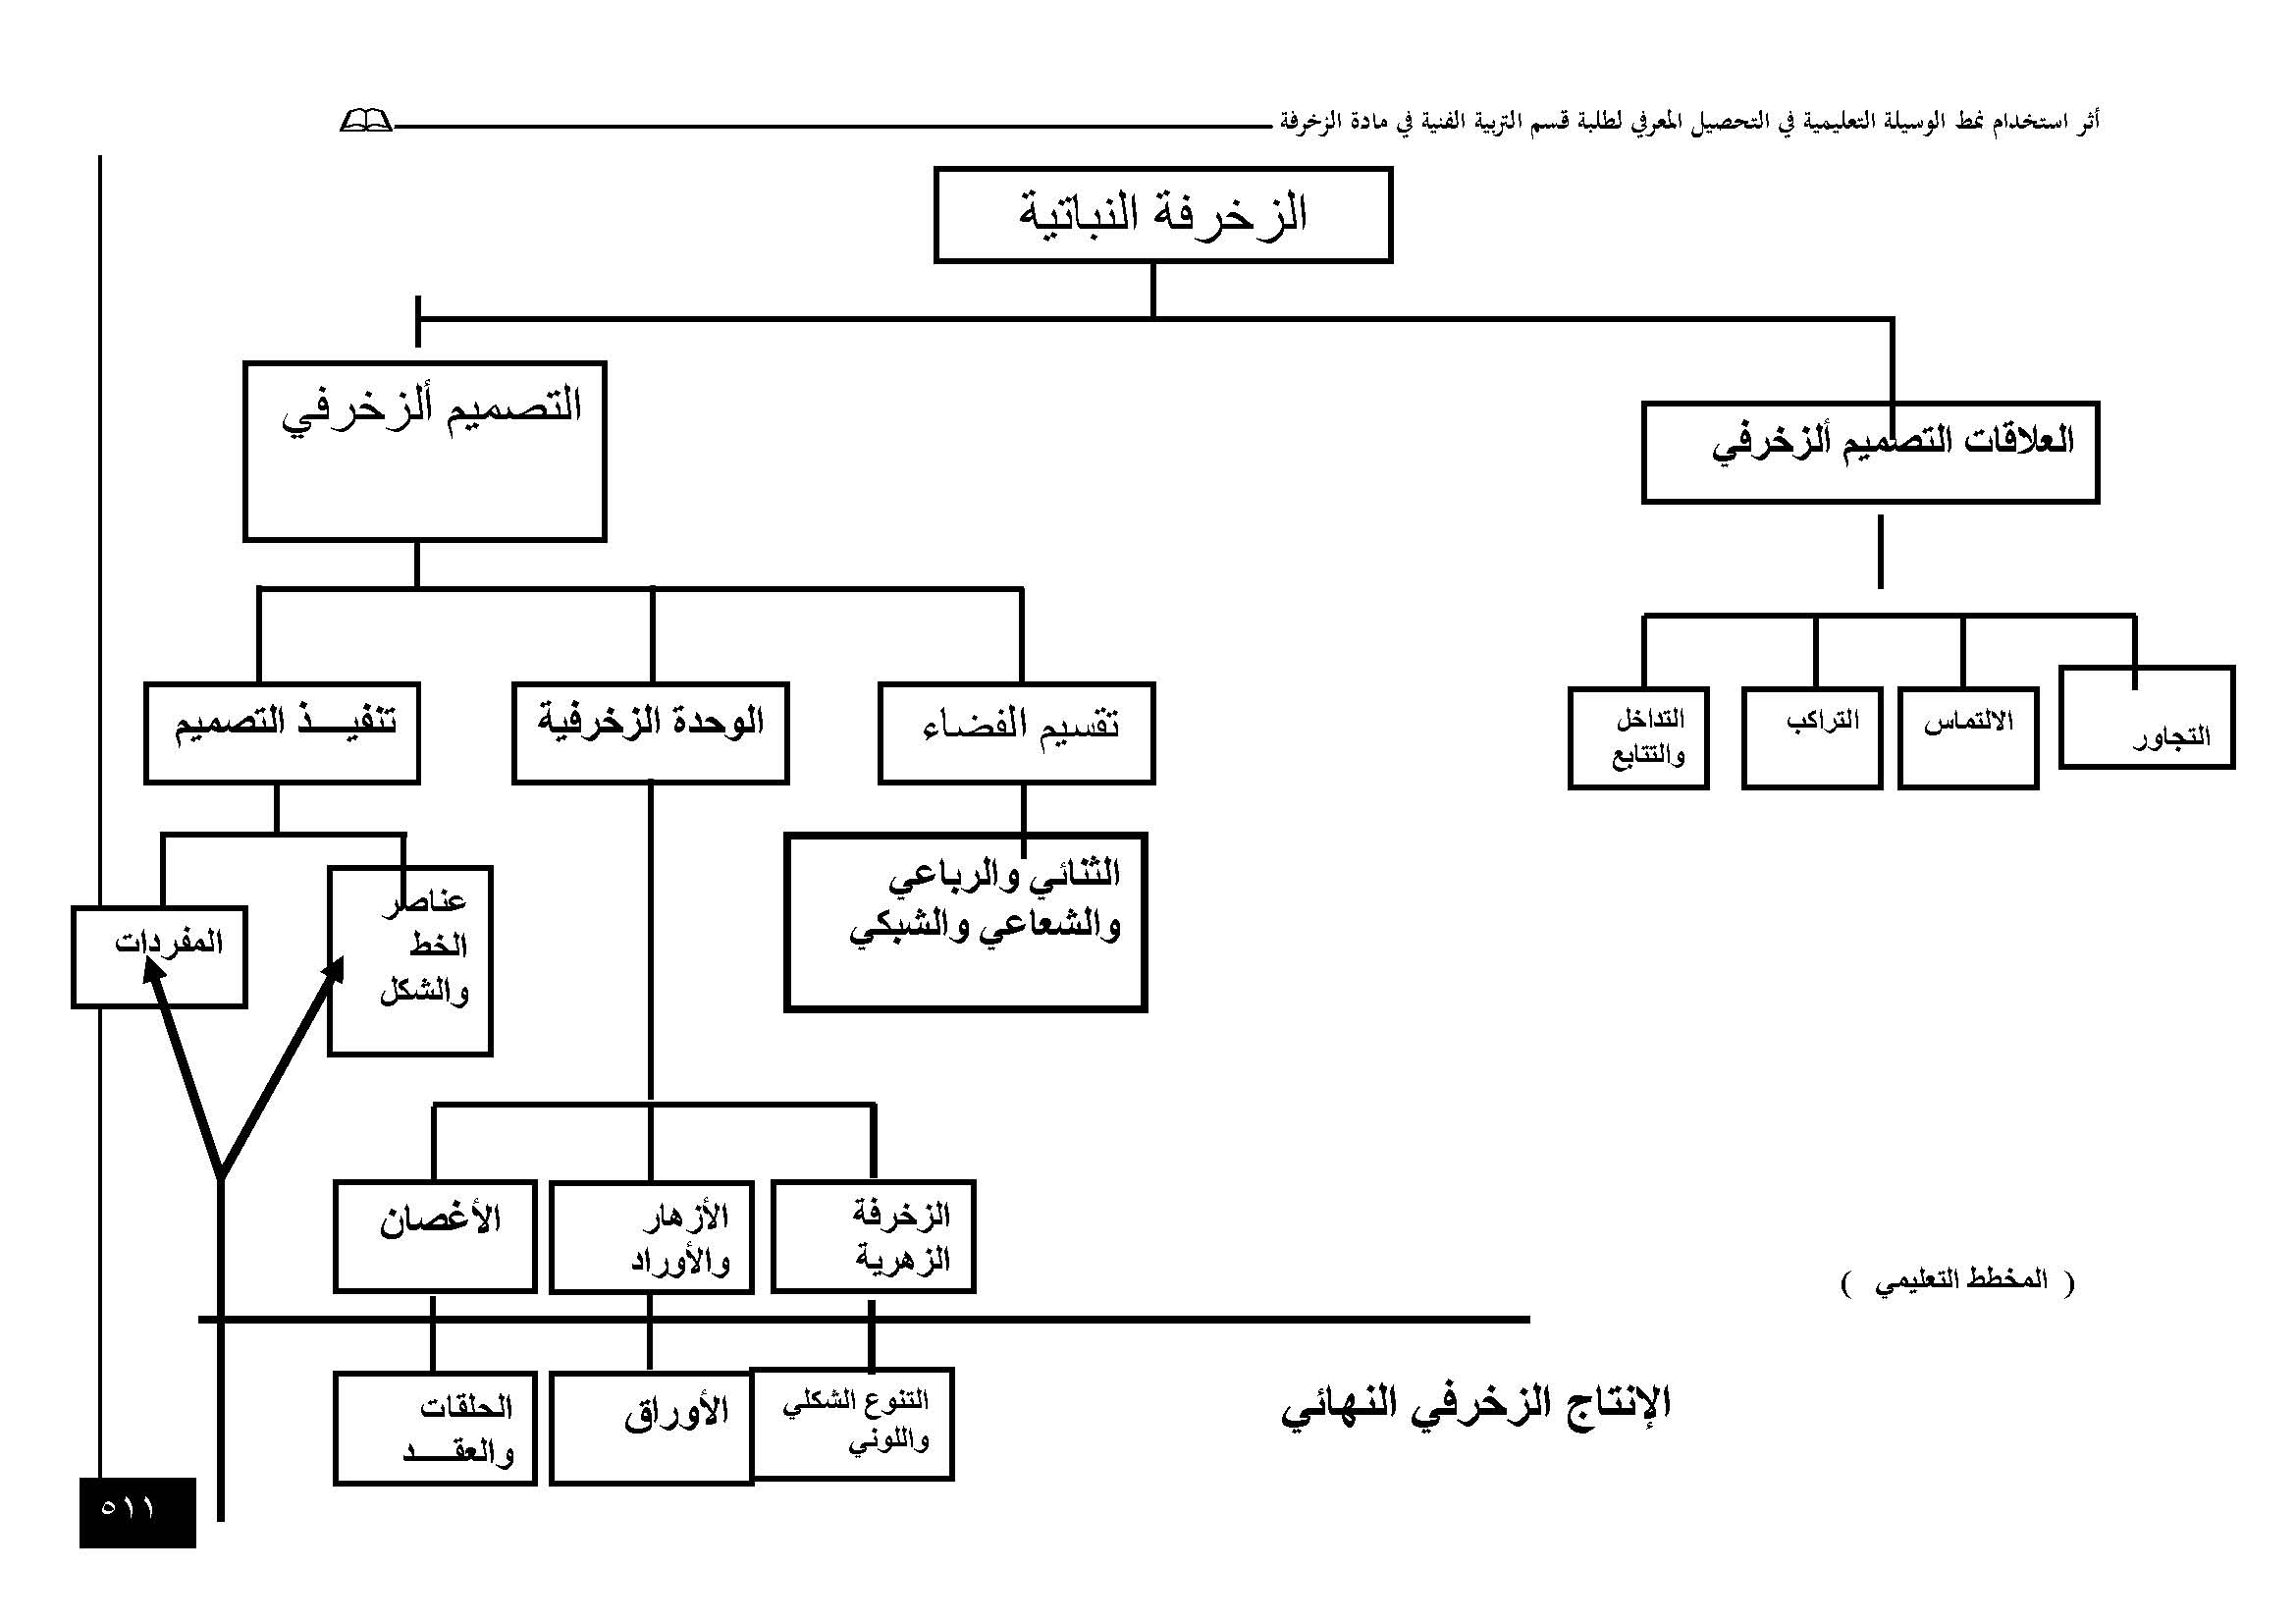 أثر استخدام نمط الوسيلة التعليمية في التحصيل المعرفي لطلبة قسم التربية الفنية في مادة الزخرفة
الزخرفة النباتية
العلاقات التصميم ألزخرفي
التصميم ألزخرفي
التجاور
الالتماس
التراكب
التداخل
والتتابع
تقسيم الفضاء
الوحدة الزخرفية
تنفيـــذ التصميم
الثنائي والرباعي
والشعاعي والشبكي
عناصر
الخط
والشكل
المفردات
الزخرفة
الزهرية
الأزهار
والأوراد
الأغصان
( المخطط التعليمي )
الإنتاج الزخرفي النهائي
التنوع الشكلي
واللوني
الأوراق
الحلقات
والعقـــد
٥١١